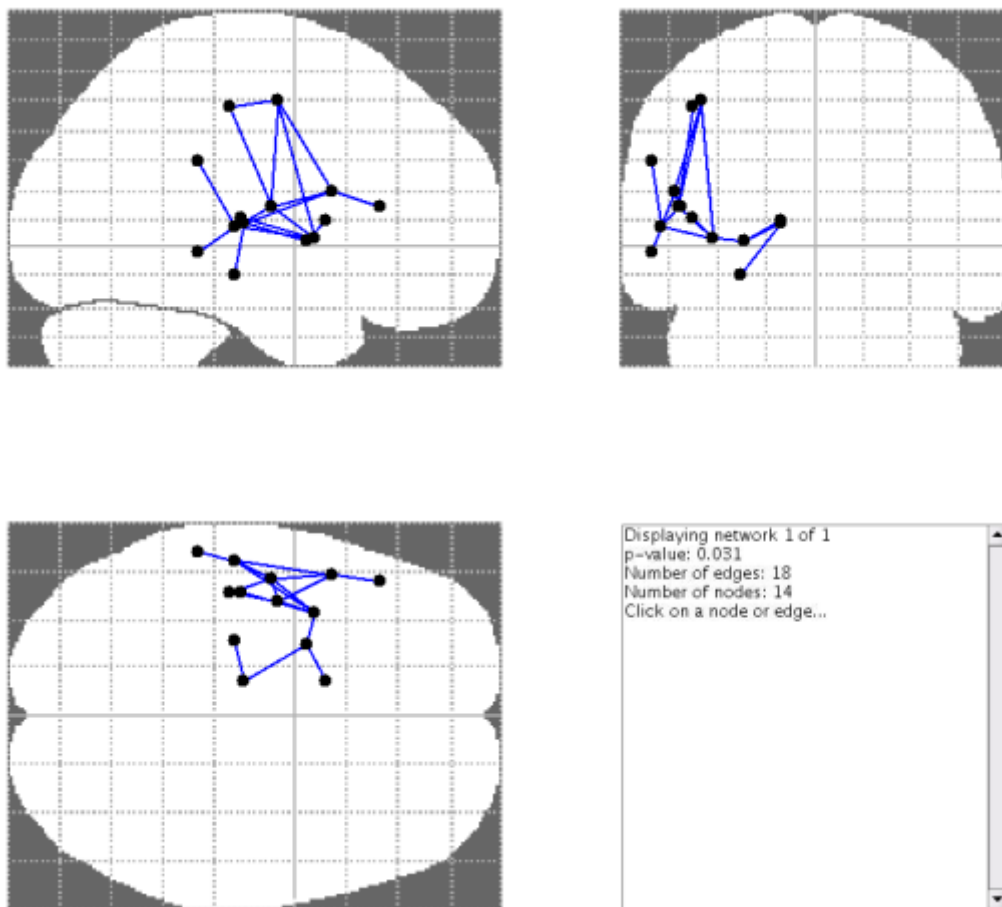 Displaying network 1 of 1
p-value: 0.031
Number of edges: 18
Number of nodes: 14
Click on a node or edge...